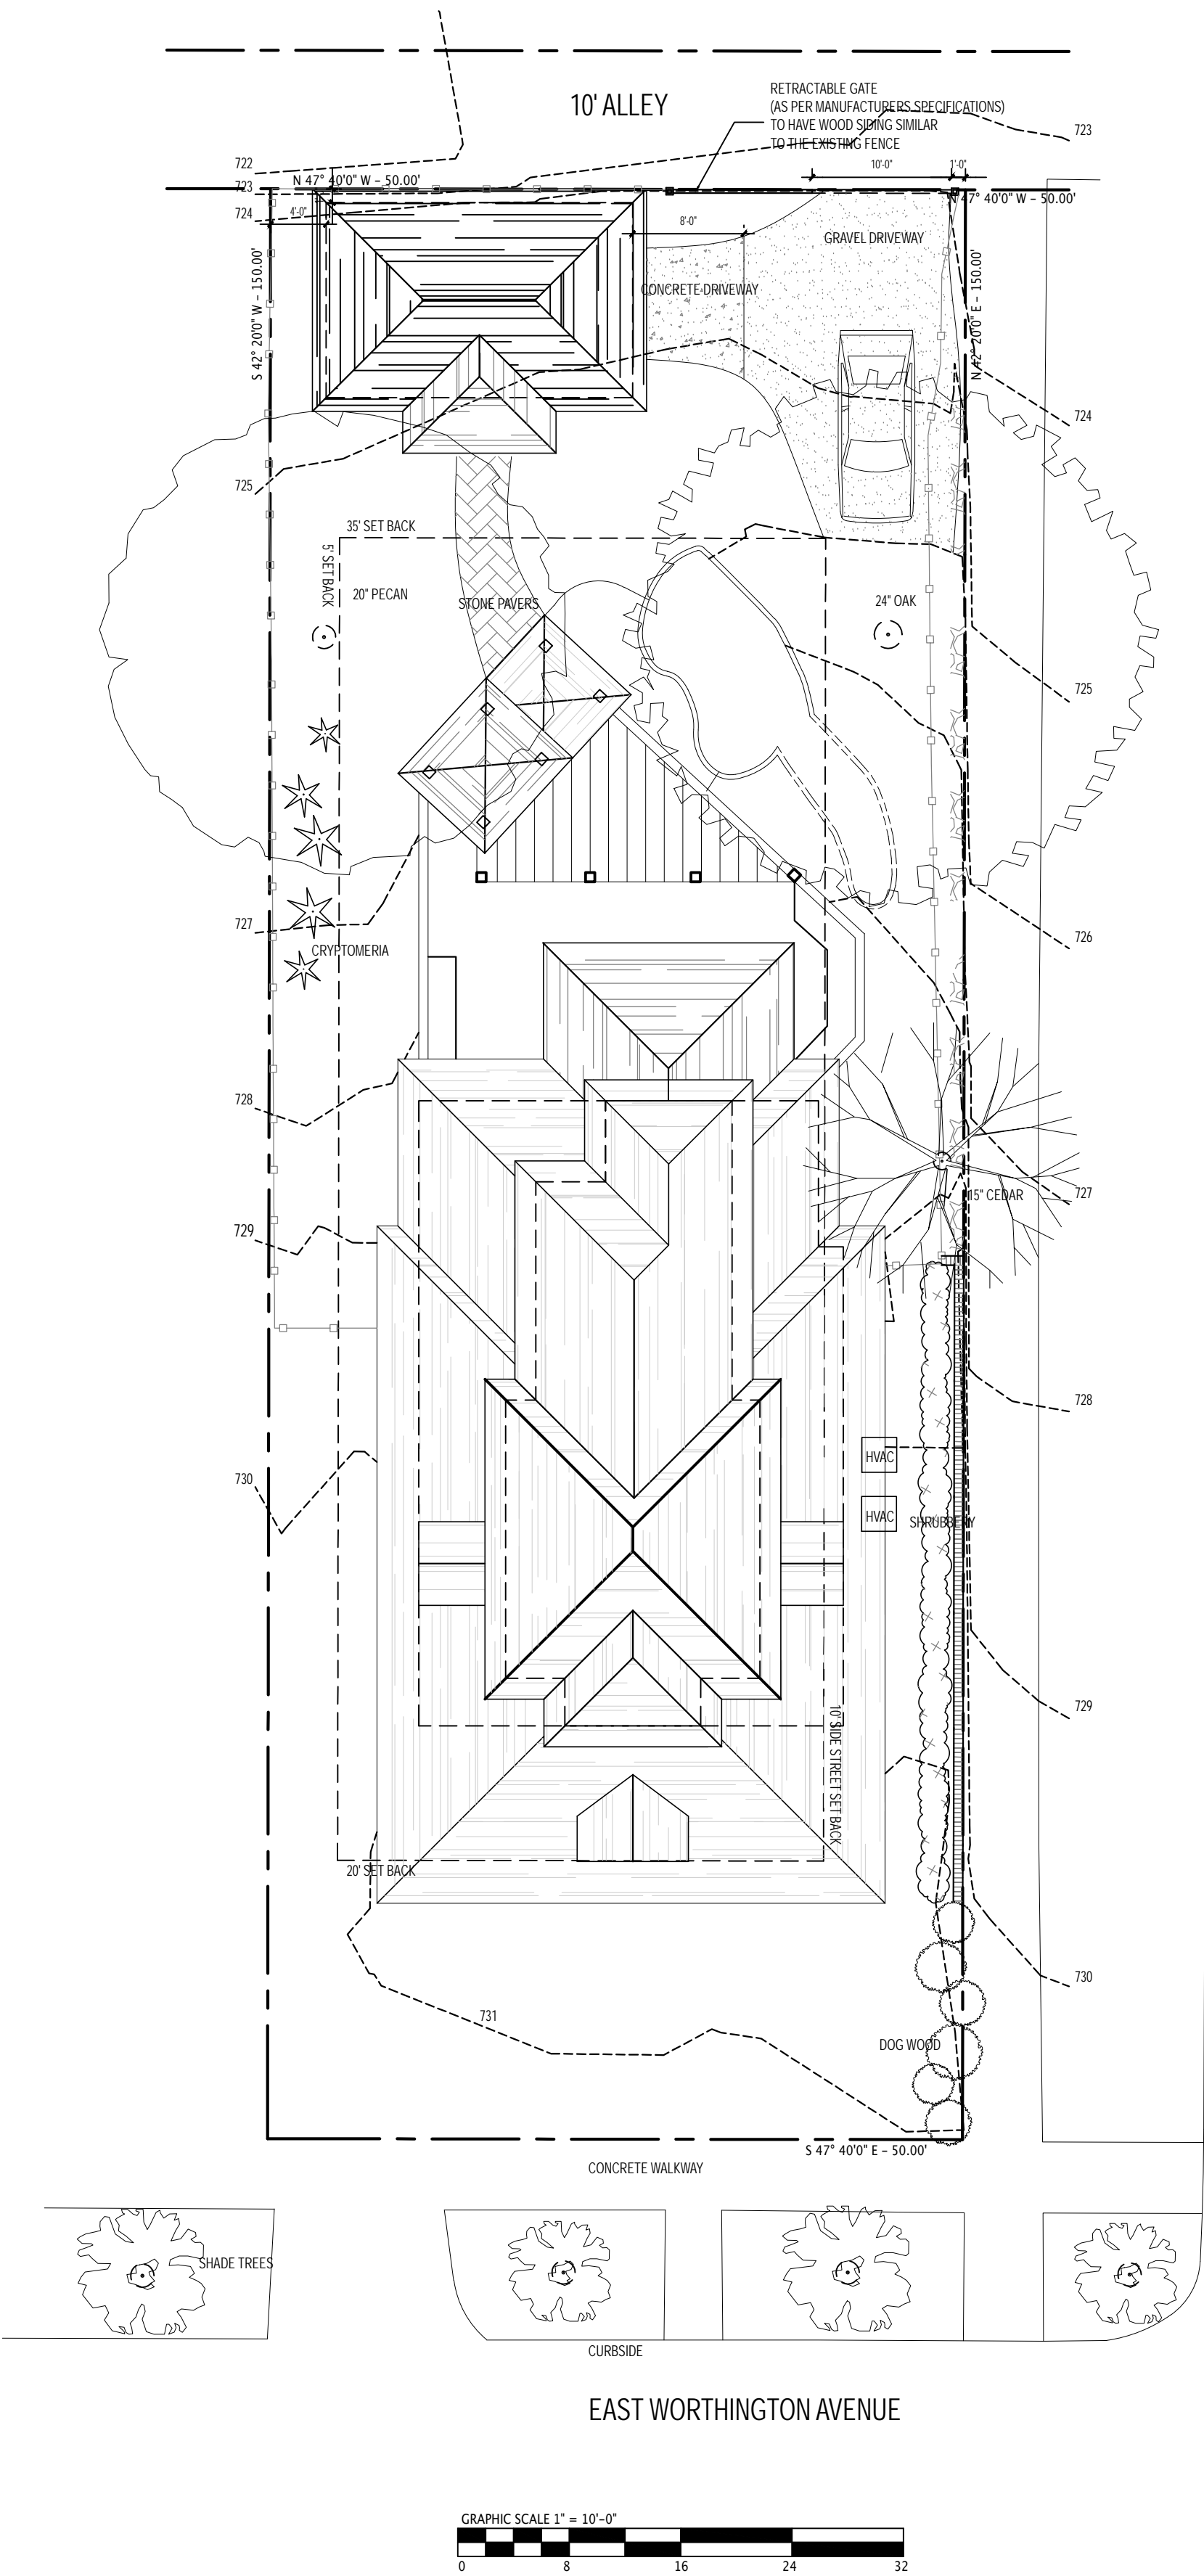 10' ALLEY
RETRACTABLE GATE
(AS PER MANUFACTURERS SPECIFICATIONS)
TO HAVE WOOD SIDING SIMILAR
TO THE EXISTING FENCE
723
722
723
724
N 47° 40'0" W - 50.00'
10'-0"
1'-0"
N 47° 40'0" W - 50.00'
4'-0"
8'-0"
GRAVEL DRIVEWAY
CONCRETE DRIVEWAY
S 42° 20'0" W - 150.00'
N 42° 20'0" E - 150.00'
724
725
35' SET BACK
5' SET BACK
20" PECAN
STONE PAVERS
24" OAK
725
727
CRYPTOMERIA
726
728
15" CEDAR
727
729
728
730
HVAC
HVAC
SHRUBBERY
729
10' SIDE STREET SET BACK
20' SET BACK
730
731
DOG WOOD
S 47° 40'0" E - 50.00'
CONCRETE WALKWAY
SHADE TREES
CURBSIDE
EAST WORTHINGTON AVENUE
GRAPHIC SCALE 1" = 10'-0"
0 8 16 24 32